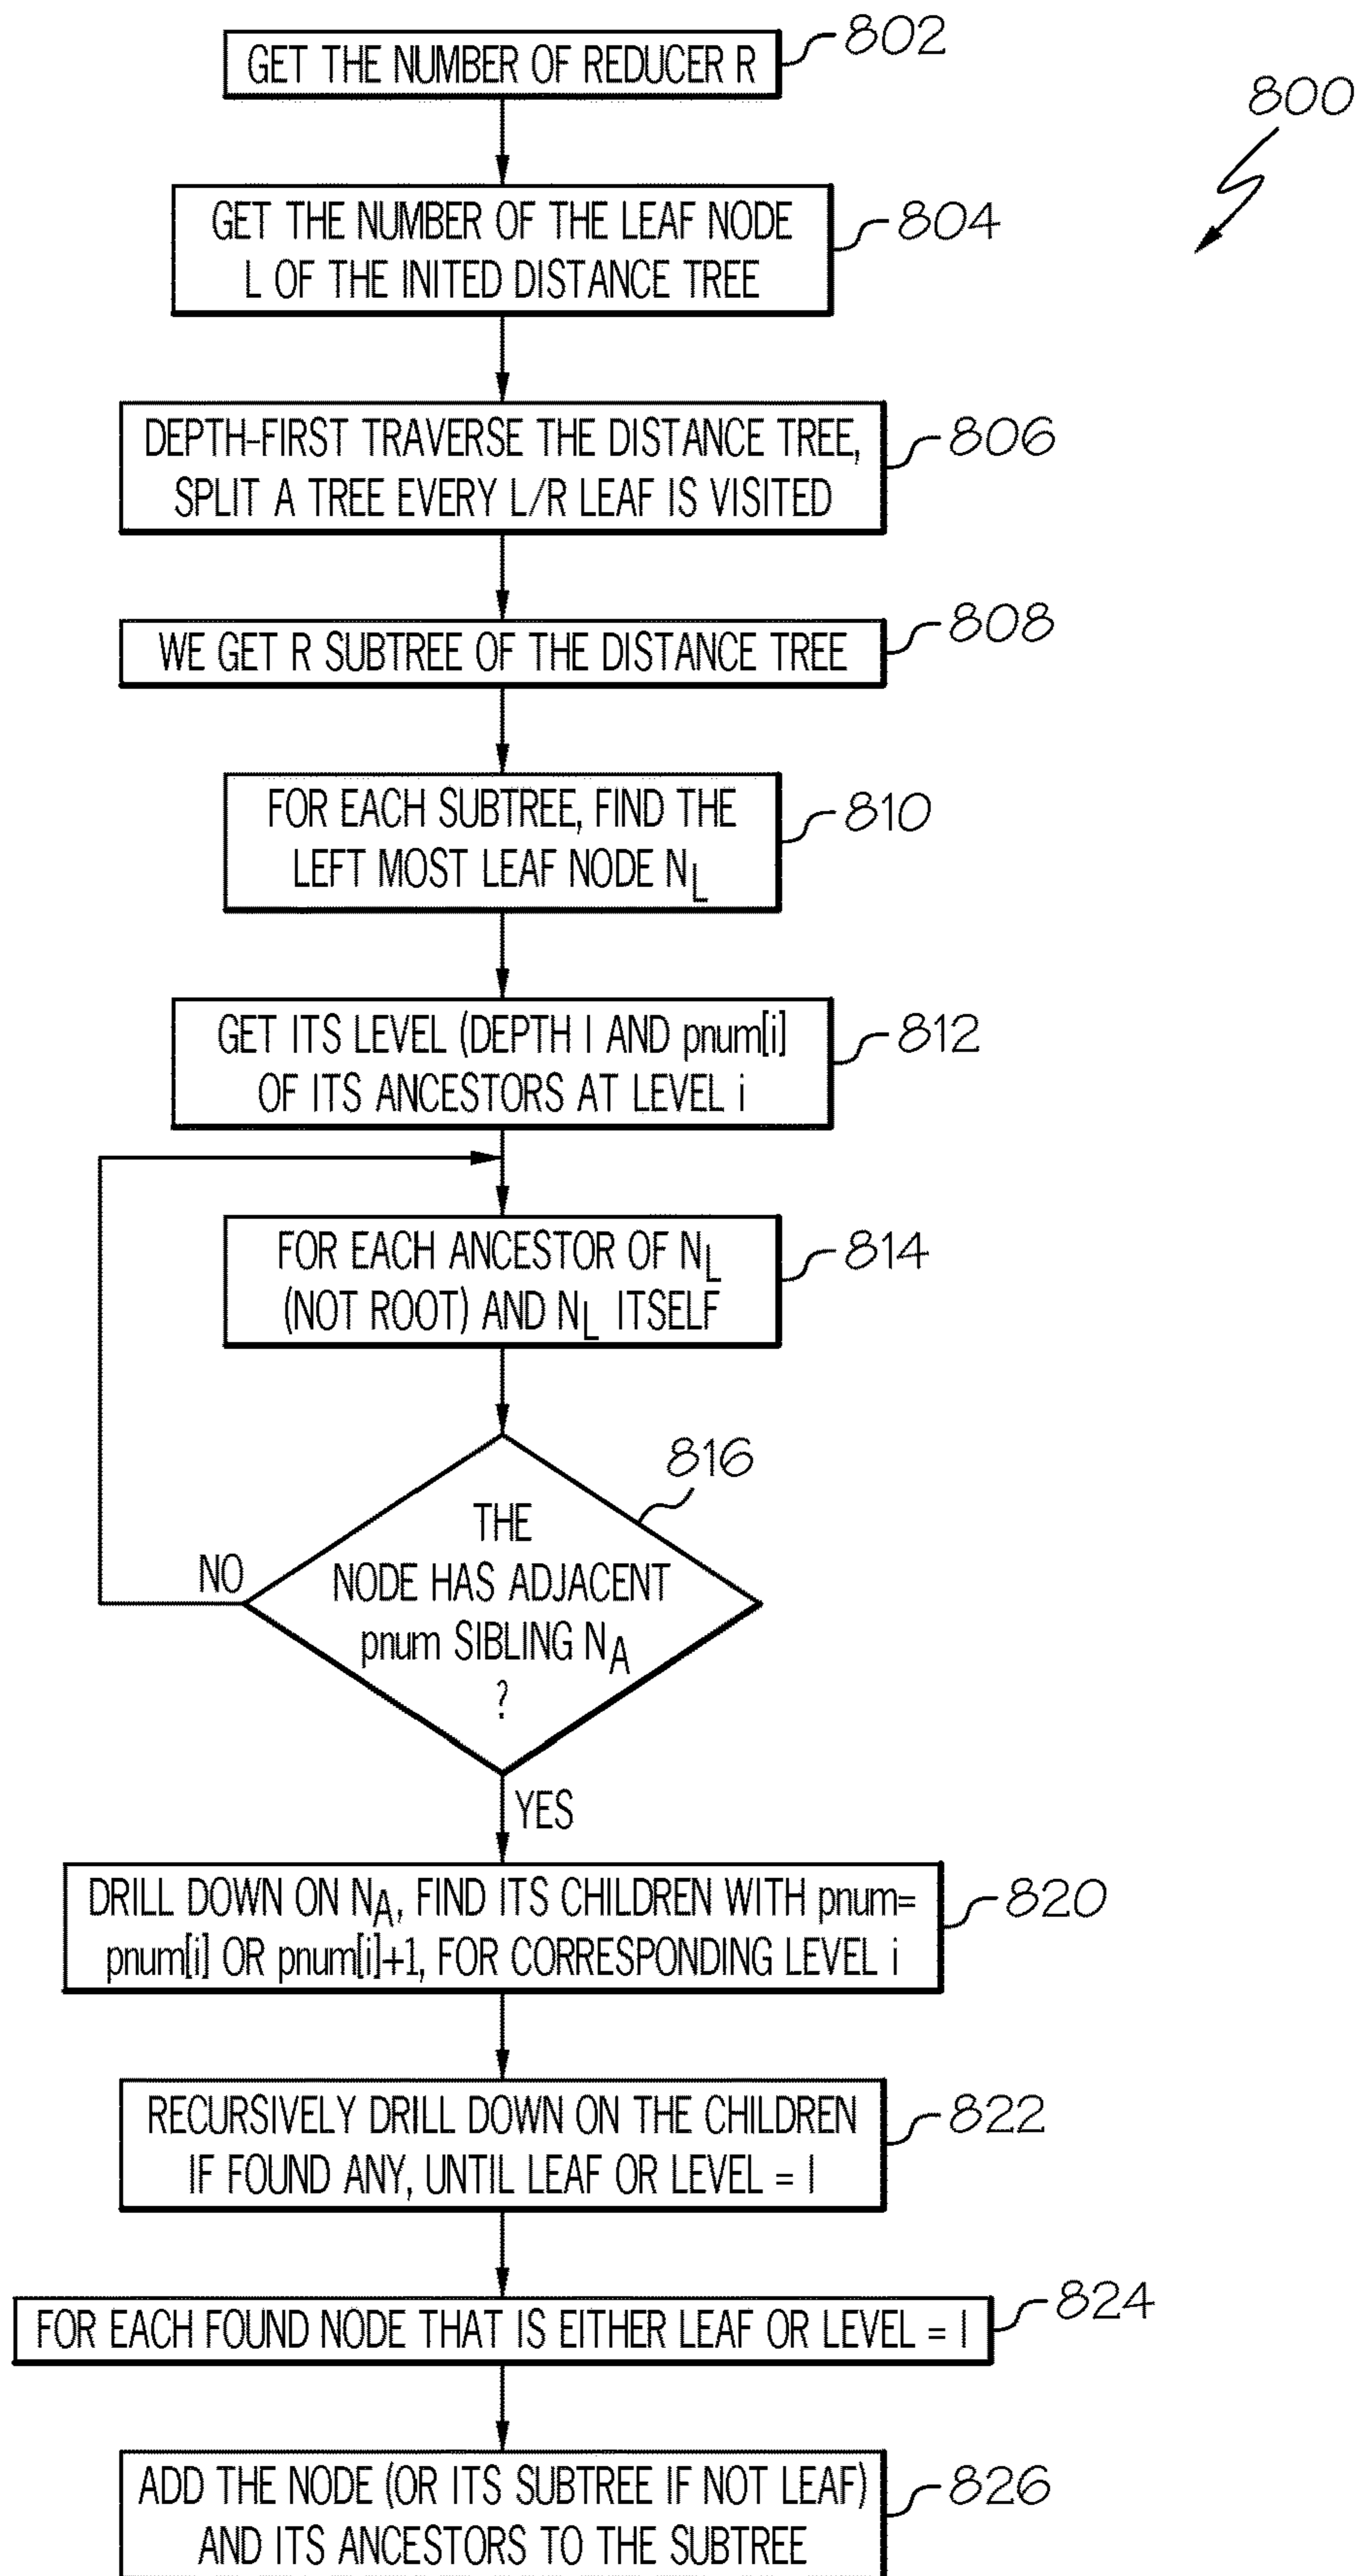 GET THE NUMBER OF REDUCER R
802
800
GET THE NUMBER OF THE LEAF NODE
L OF THE INITED DISTANCE TREE
804
DEPTH-FIRST TRAVERSE THE DISTANCE TREE,
SPLIT A TREE EVERY L/R LEAF IS VISITED
806
WE GET R SUBTREE OF THE DISTANCE TREE
808
FOR EACH SUBTREE, FIND THE
LEFT MOST LEAF NODE NL
810
GET ITS LEVEL (DEPTH l AND pnum[i]
OF ITS ANCESTORS AT LEVEL i
812
FOR EACH ANCESTOR OF NL
(NOT ROOT) AND NL ITSELF
814
816
THE
NODE HAS ADJACENT
pnum SIBLING NA
?
NO
YES
DRILL DOWN ON NA, FIND ITS CHILDREN WITH pnum=
pnum[i] OR pnum[i]+1, FOR CORRESPONDING LEVEL i
820
RECURSIVELY DRILL DOWN ON THE CHILDREN
IF FOUND ANY, UNTIL LEAF OR LEVEL = l
822
FOR EACH FOUND NODE THAT IS EITHER LEAF OR LEVEL = l
824
ADD THE NODE (OR ITS SUBTREE IF NOT LEAF)
AND ITS ANCESTORS TO THE SUBTREE
826